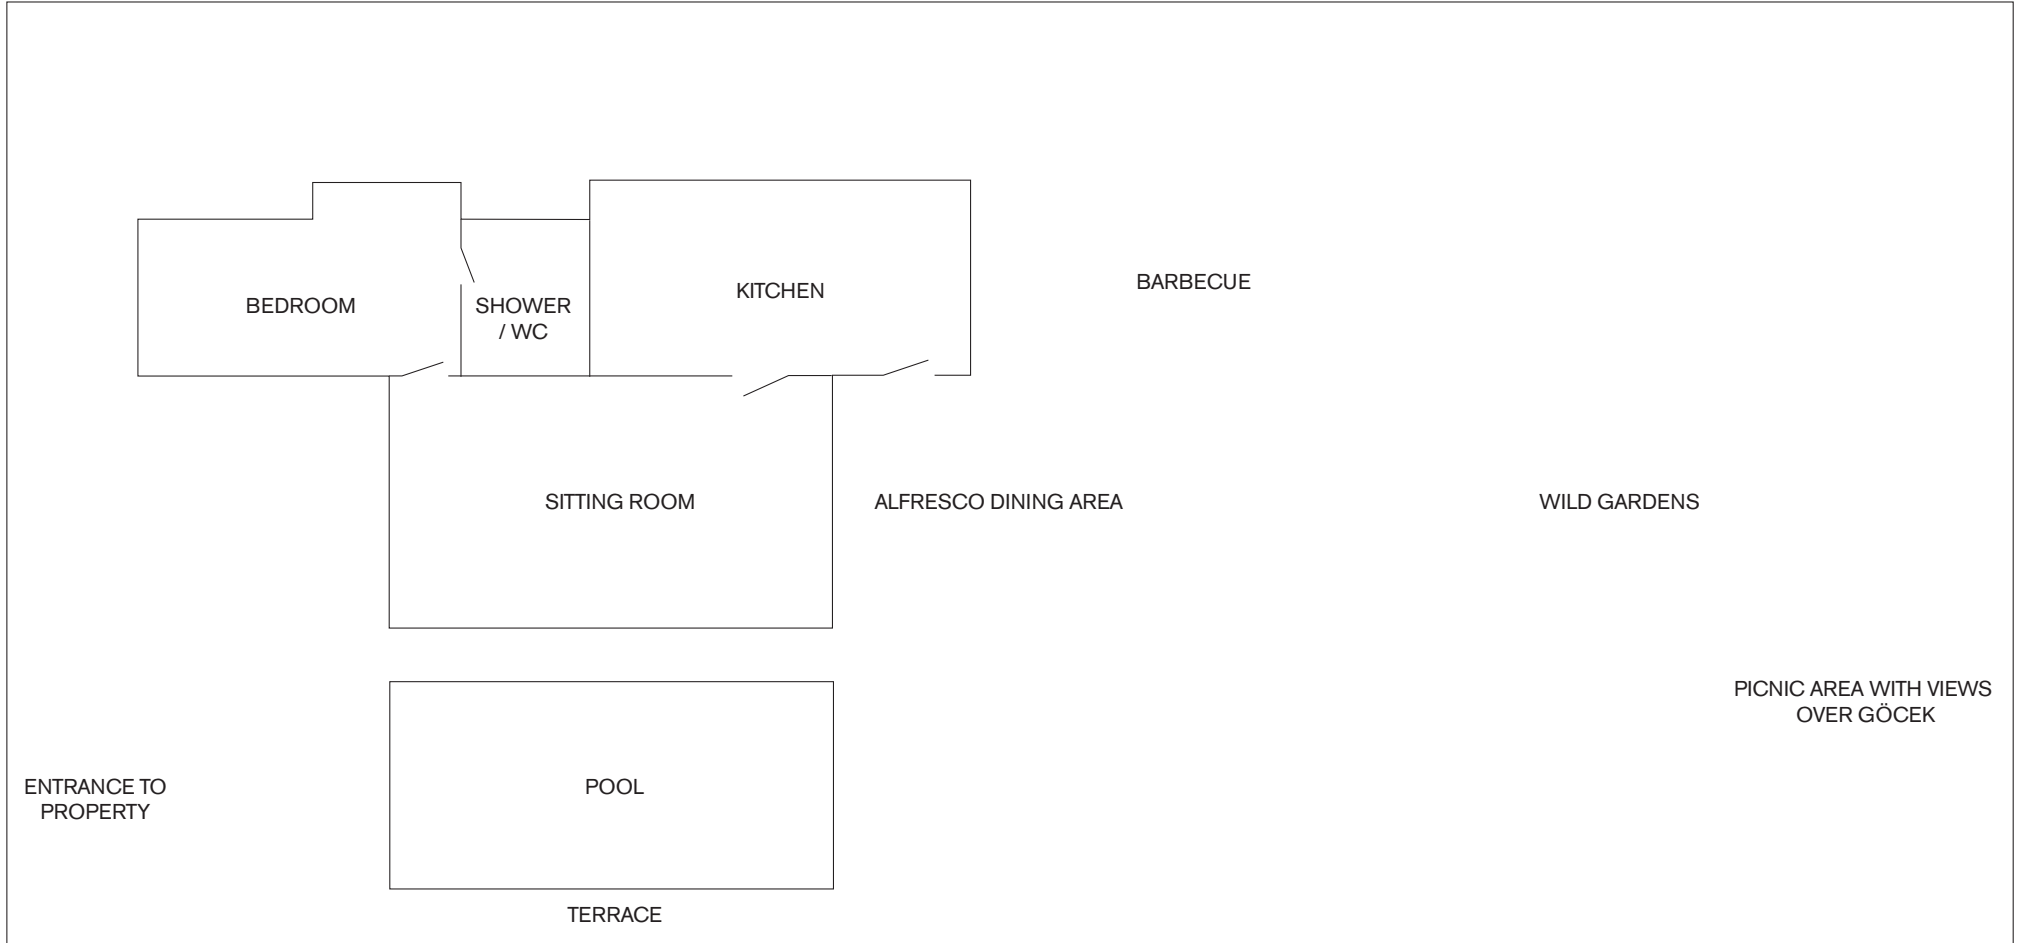 BEDROOM
SHOWER
/ WC
KITCHEN
BARBECUE
SITTING ROOM
ALFRESCO DINING AREA
WILD GARDENS
PICNIC AREA WITH VIEWS
OVER GÖCEK
ENTRANCE TO
PROPERTY
POOL
TERRACE